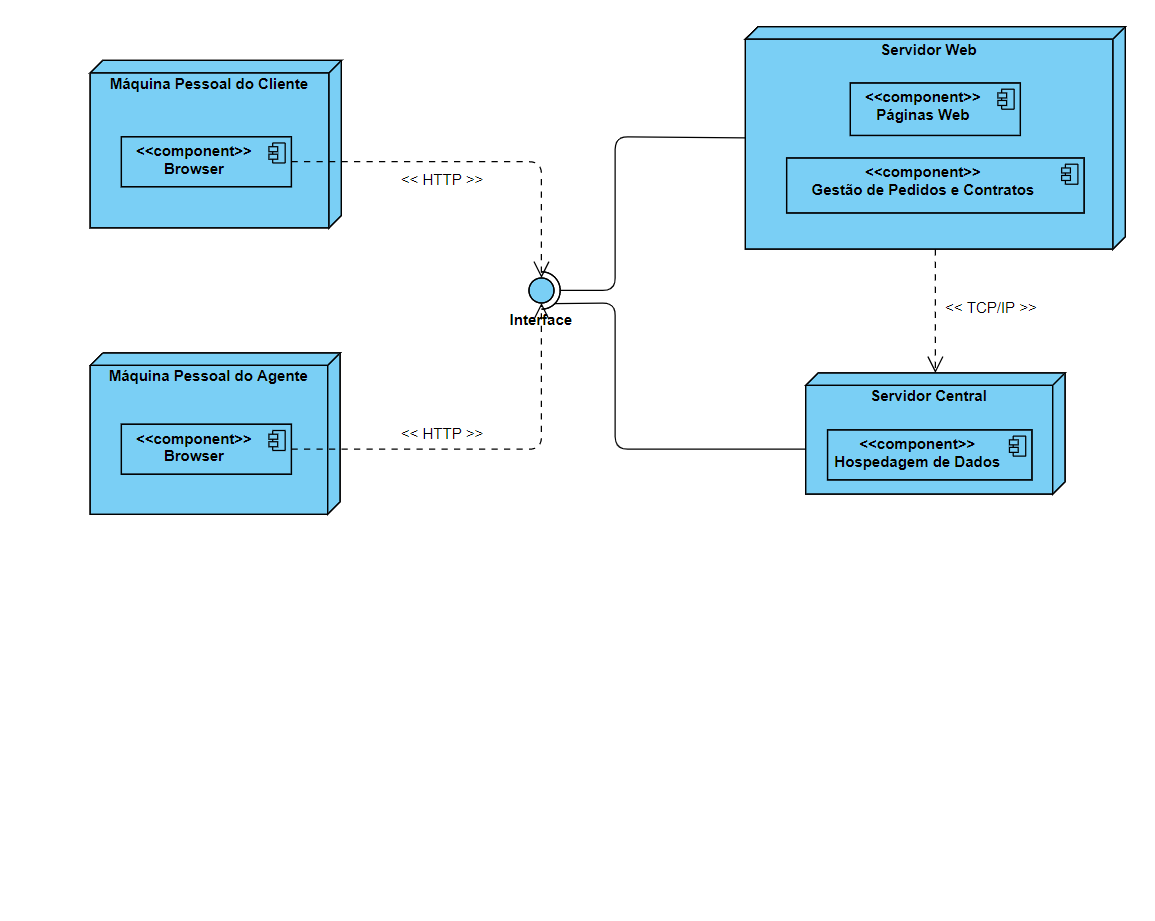 Máquina Pessoal do Cliente
<<component>>
Browser
<< HTTP >>
Servidor Web
<<component>>
Páginas Web
<<component>>
Gestão de Pedidos e Contratos
<< TCP/IP >>
Interface
Máquina Pessoal do Agente
<<component>>
Browser
<< HTTP >>
Servidor Central
<<component>>
Hospedagem de Dados